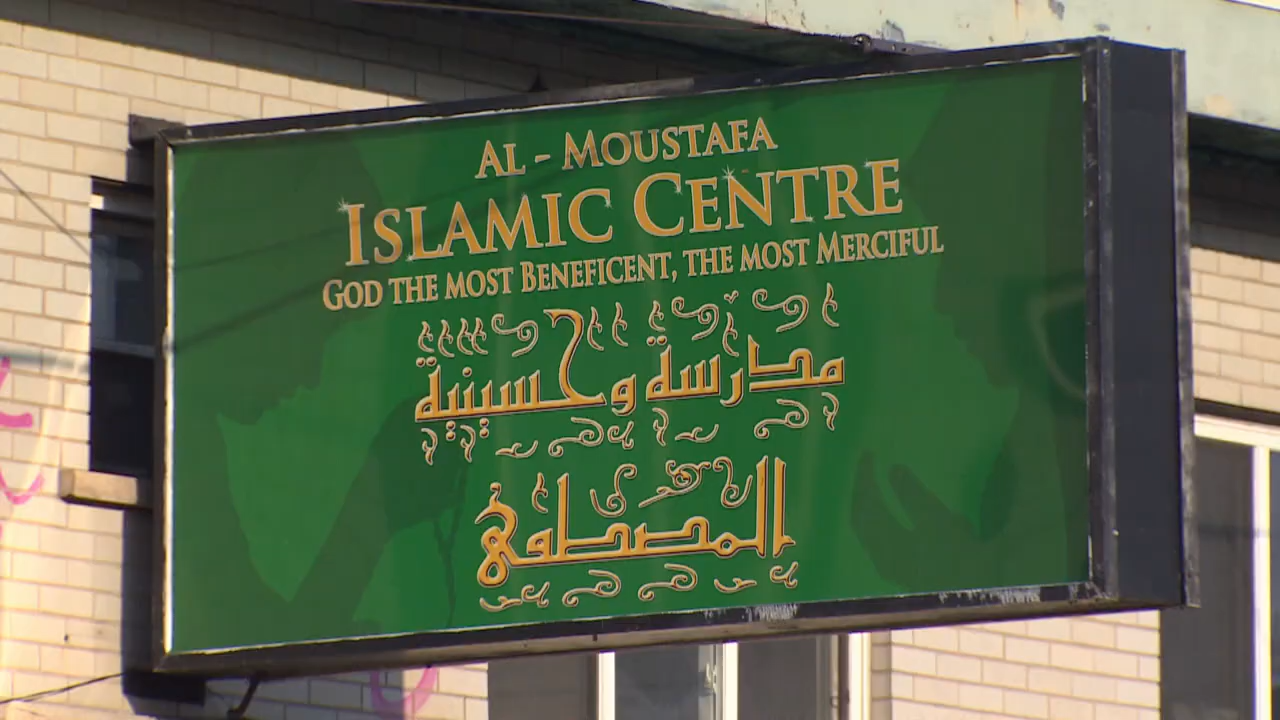 AL - MOUSTAFA
ISLAMIC CENTRE
GOD THE MOST BENEFICENT, THE MOST MERCIFUL
مدرسة وحسينية
المصطفى